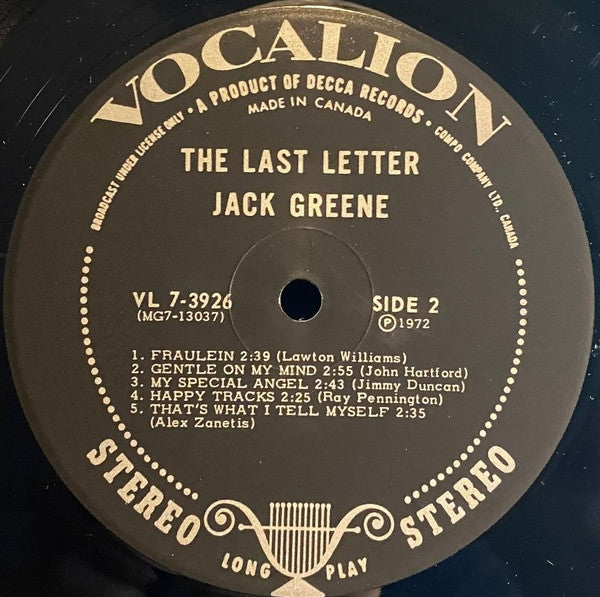 VOCALION
• A PRODUCT OF DECCA RECORDS •
MADE IN CANADA
BROADCAST UNDER LICENSE ONLY
COMPO COMPANY LTD., CANADA
THE LAST LETTER
JACK GREENE
VL 7-3926
(MG7-13037)
SIDE 2
Ⓟ 1972
1. FRAULEIN 2:39 (Lawton Williams)
2. GENTLE ON MY MIND 2:55 (John Hartford)
3. MY SPECIAL ANGEL 2:43 (Jimmy Duncan)
4. HAPPY TRACKS 2:25 (Ray Pennington)
5. THAT'S WHAT I TELL MYSELF 2:35
(Alex Zanetis)
STEREO
LONG PLAY
STEREO